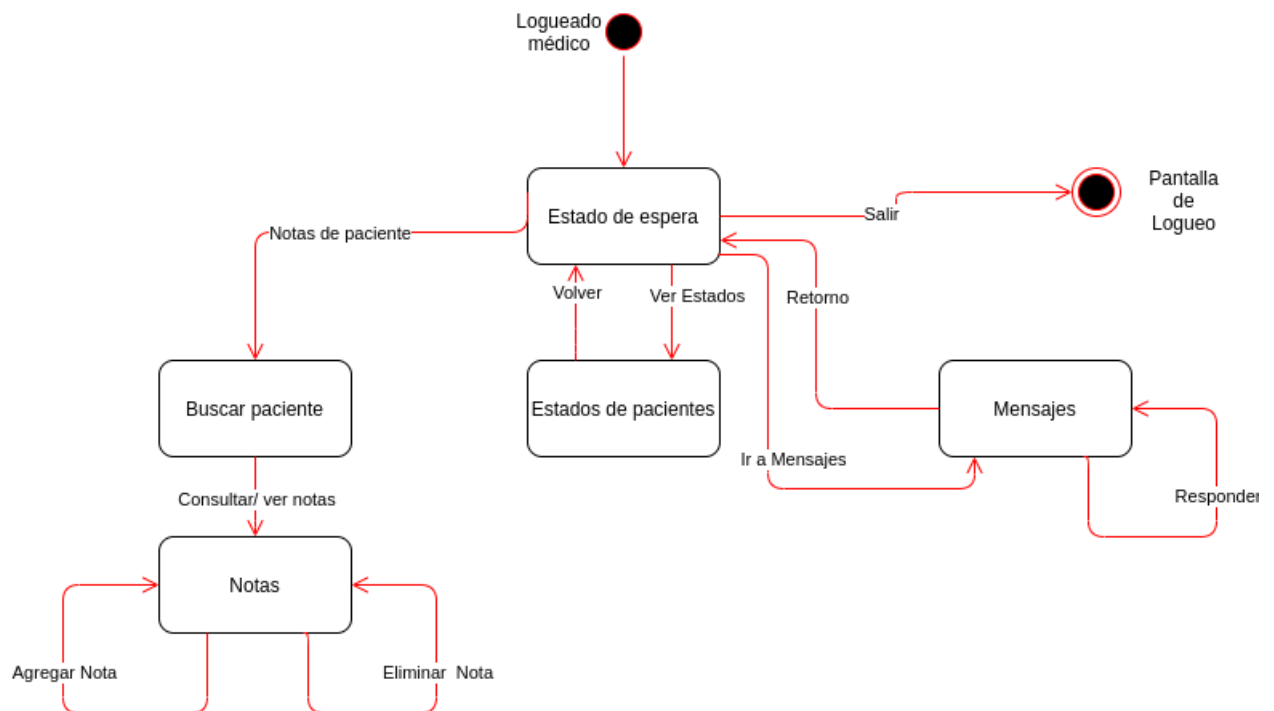 Logueado
médico
Estado de espera
Pantalla
de
Logueo
Salir
Notas de paciente
Volver
Ver Estados
Retorno
Buscar paciente
Estados de pacientes
Mensajes
Ir a Mensajes
Consultar/ ver notas
Responder
Notas
Agregar Nota
Eliminar  Nota